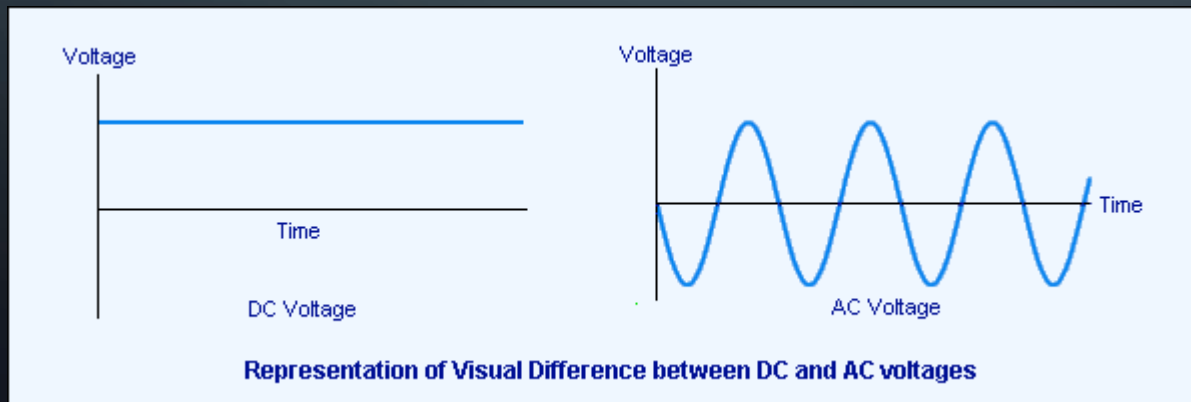 Voltage
Time
DC Voltage
Voltage
Time
AC Voltage
Representation of Visual Difference between DC and AC voltages